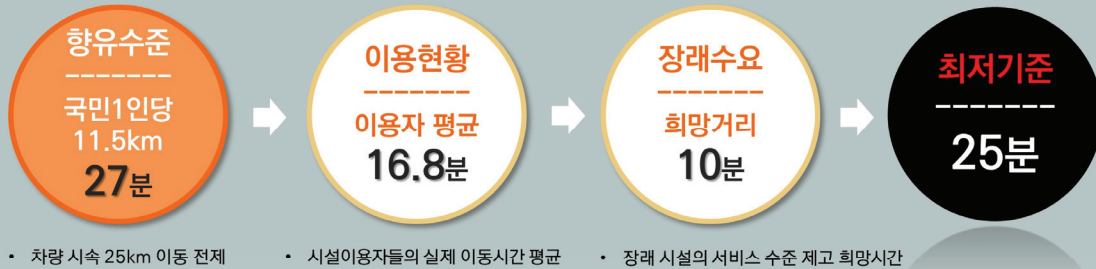 향유수준
-------
국민1인당
11.5km
27분
이용현황
-------
이용자 평균
16.8분
장래수요
-------
희망거리
10분
최저기준
-------
25분
• 차량 시속 25km 이동 전제
• 시설이용자들의 실제 이동시간 평균
• 장래 시설의 서비스 수준 제고 희망시간